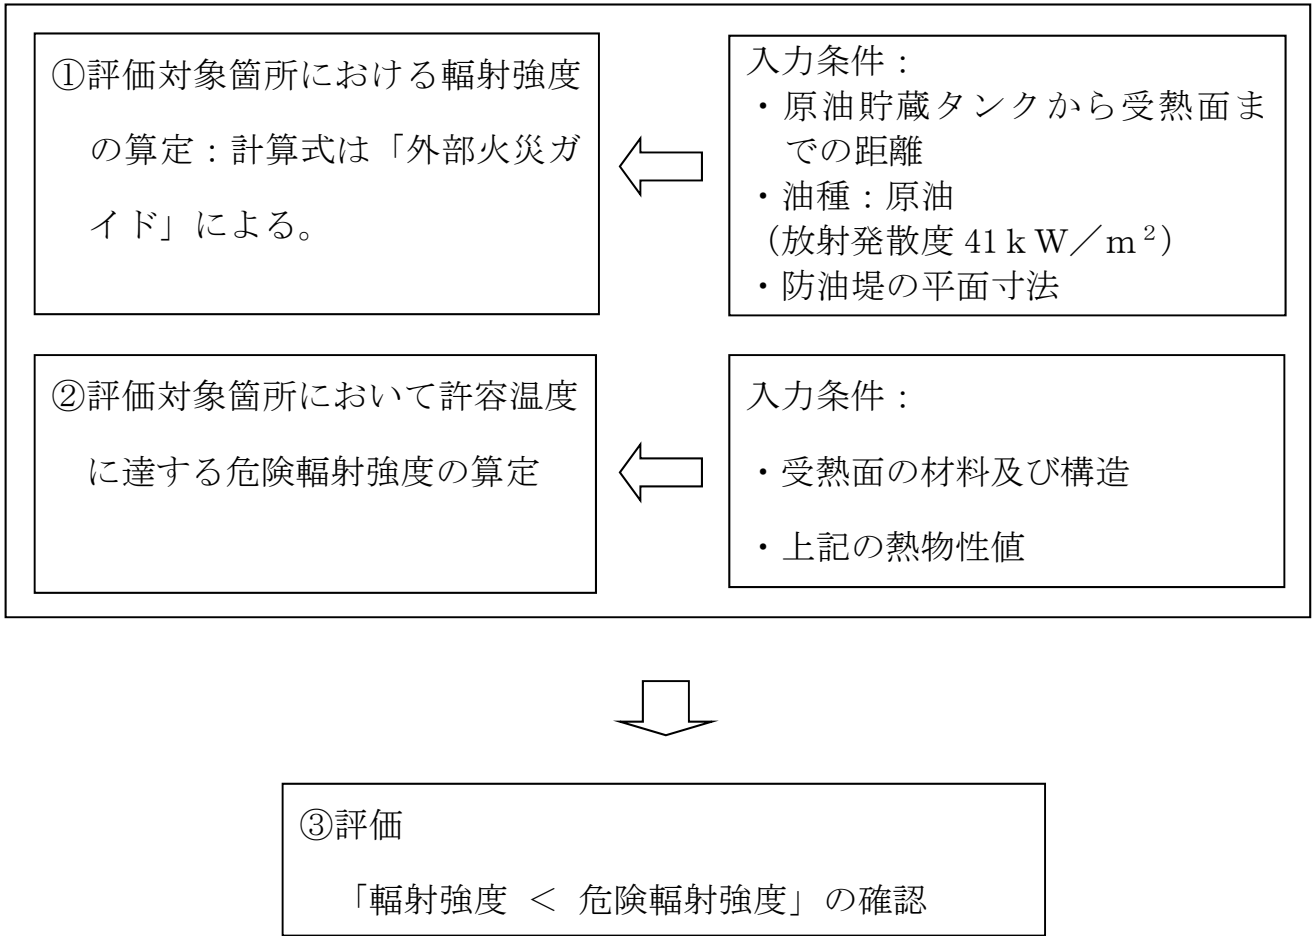 ①評価対象箇所における輻射強度
の算定：計算式は「外部火災ガ
イド」による。
入力条件：
・原油貯蔵タンクから受熱面ま
での距離
・油種：原油
（放射発散度 41ｋW／ｍ²）
・防油堤の平面寸法
②評価対象箇所において許容温度
に達する危険輻射強度の算定
入力条件：
・受熱面の材料及び構造
・上記の熱物性値
③評価
「輻射強度 ＜ 危険輻射強度」の確認